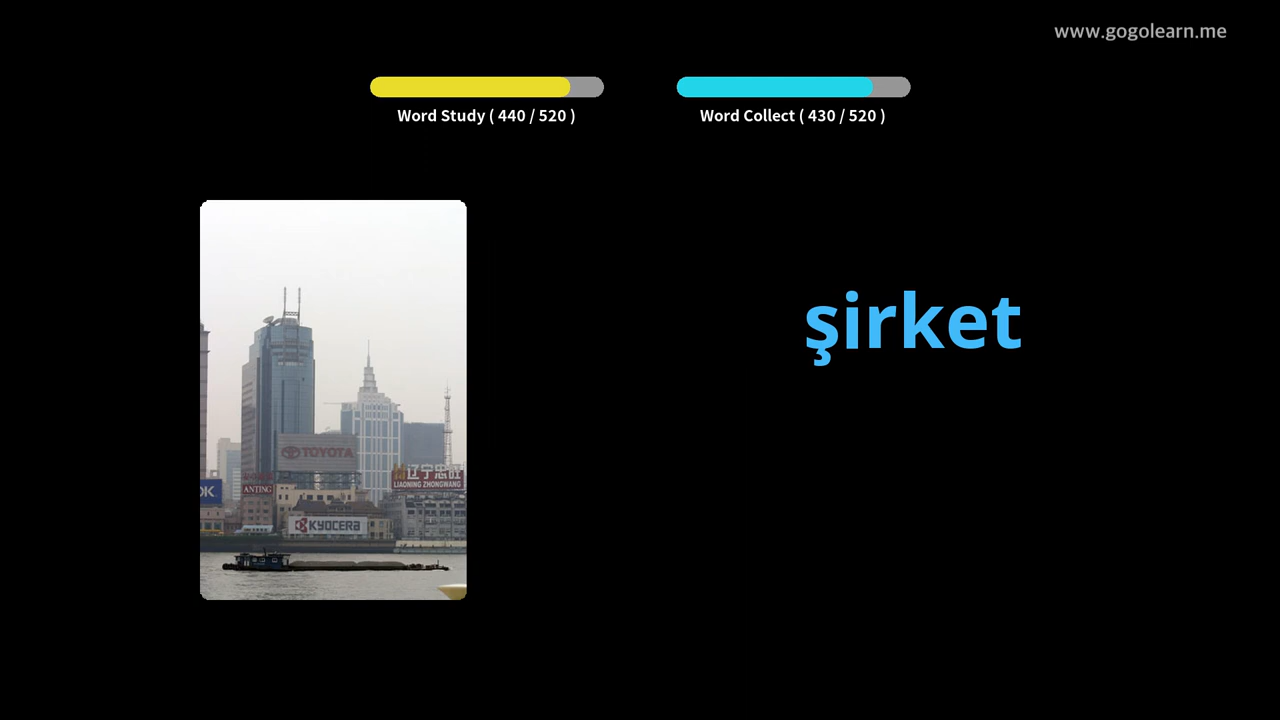 www.gogolearn.me
Word Study ( 440 / 520 )
Word Collect ( 430 / 520 )
şirket
TOYOTA
辽宁忠旺
LIAONING ZHONGWANG
OK
ANTING
KYOCERA